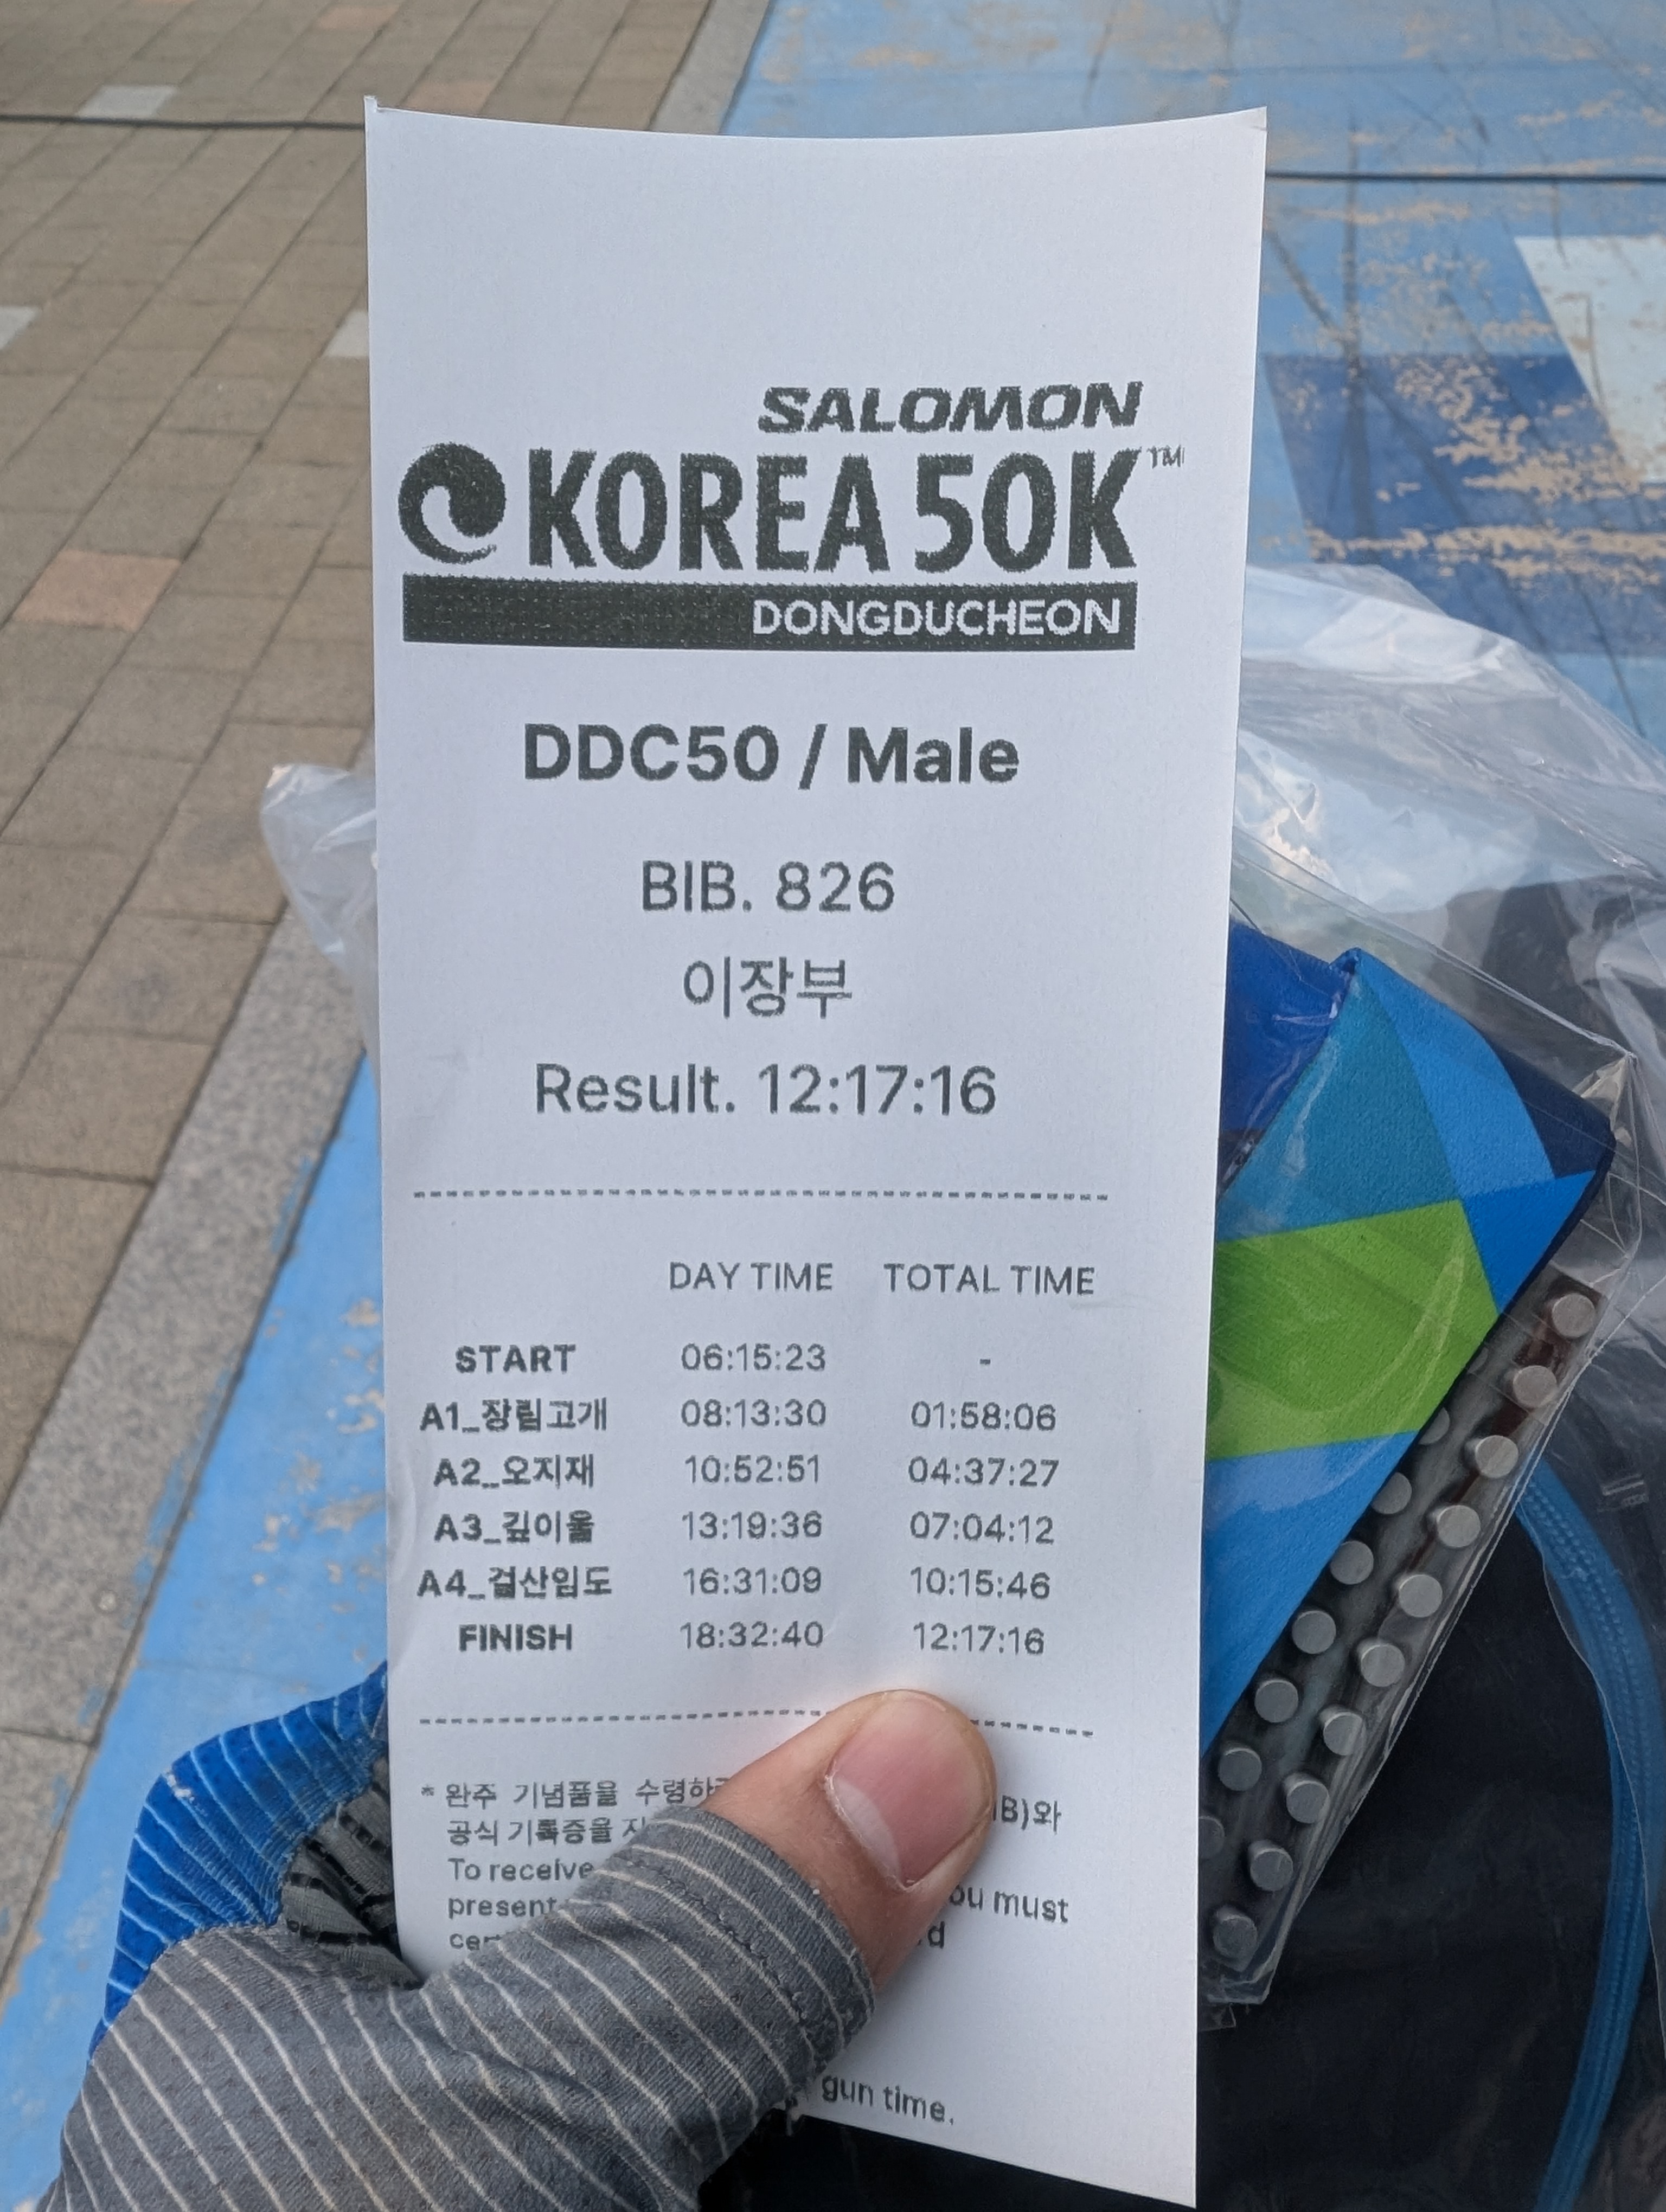 SALOMON
KOREA 50K™
DONGDUCHEON
DDC50 / Male
BIB. 826
이장부
Result. 12:17:16
DAY TIME TOTAL TIME
START 06:15:23 -
A1_장림고개 08:13:30 01:58:06
A2_오지재 10:52:51 04:37:27
A3_깊이울 13:19:36 07:04:12
A4_걸산임도 16:31:09 10:15:46
FINISH 18:32:40 12:17:16
* 완주 기념품을
공식 기록증을
To receive you must
present
gun time.